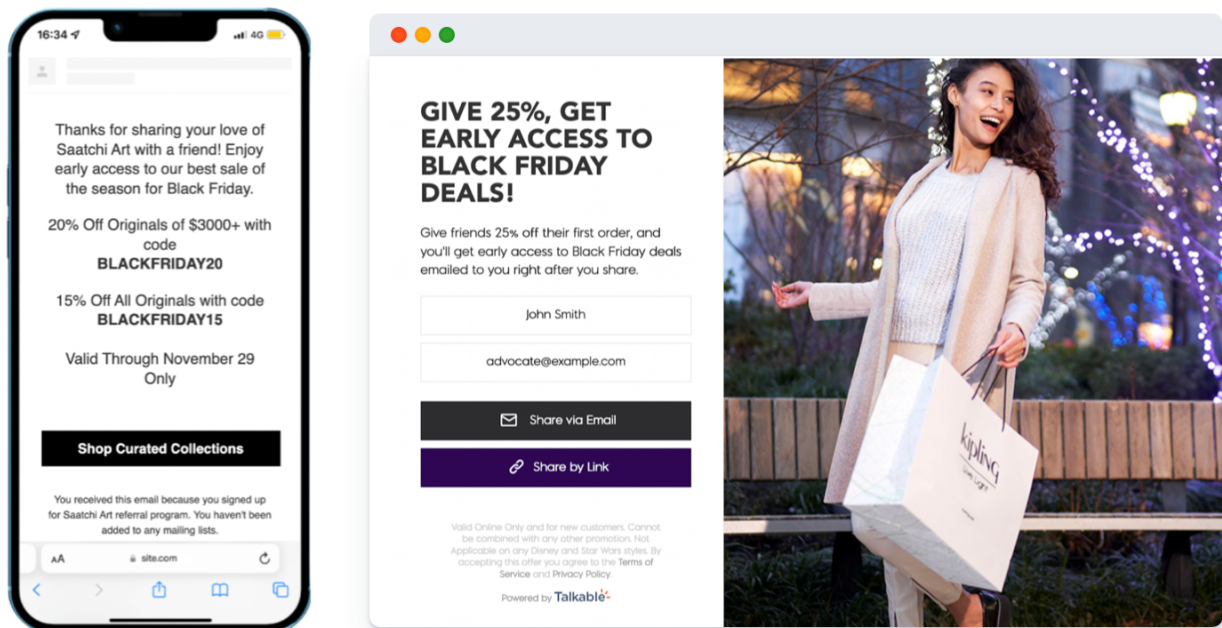 16:34
4G
Thanks for sharing your love of
Saatchi Art with a friend! Enjoy
early access to our best sale of
the season for Black Friday.
20% Off Originals of $3000+ with
code
BLACKFRIDAY20
15% Off All Originals with code
BLACKFRIDAY15
Valid Through November 29
Only
Shop Curated Collections
You received this email because you signed up
for Saatchi Art referral program. You haven't been
added to any mailing lists.
AA
site.com
GIVE 25%, GET
EARLY ACCESS TO
BLACK FRIDAY
DEALS!
Give friends 25% off their first order, and
you'll get early access to Black Friday deals
emailed to you right after you share.
John Smith
advocate@example.com
Share via Email
Share by Link
Valid Online Only and for new customers. Cannot
be combined with any other promotion. Not
Applicable on any Disney and Star Wars styles. By
accepting this offer you agree to the Terms of
Service and Privacy Policy.
Powered by Talkable
kipling
Live Light